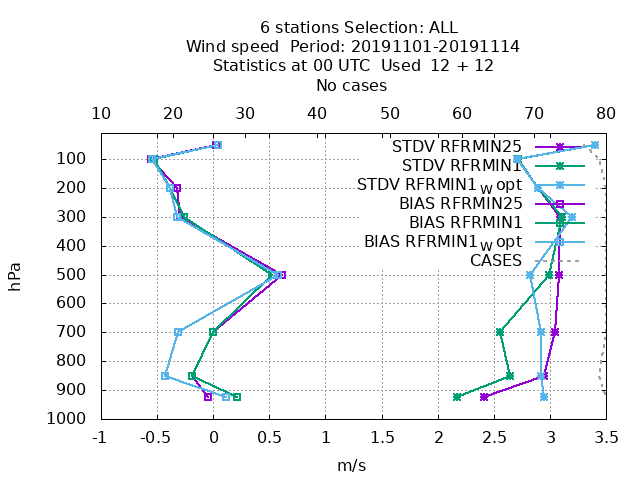 6 stations Selection: ALL
Wind speed  Period: 20191101-20191114
Statistics at 00 UTC  Used  12 + 12
No cases
10 20 30 40 50 60 70 80
STDV RFRMIN25
STDV RFRMIN1
STDV RFRMIN1w opt
BIAS RFRMIN25
BIAS RFRMIN1
BIAS RFRMIN1w opt
CASES
hPa
100
200
300
400
500
600
700
800
900
1000
-1 -0.5 0 0.5 1 1.5 2 2.5 3 3.5
m/s